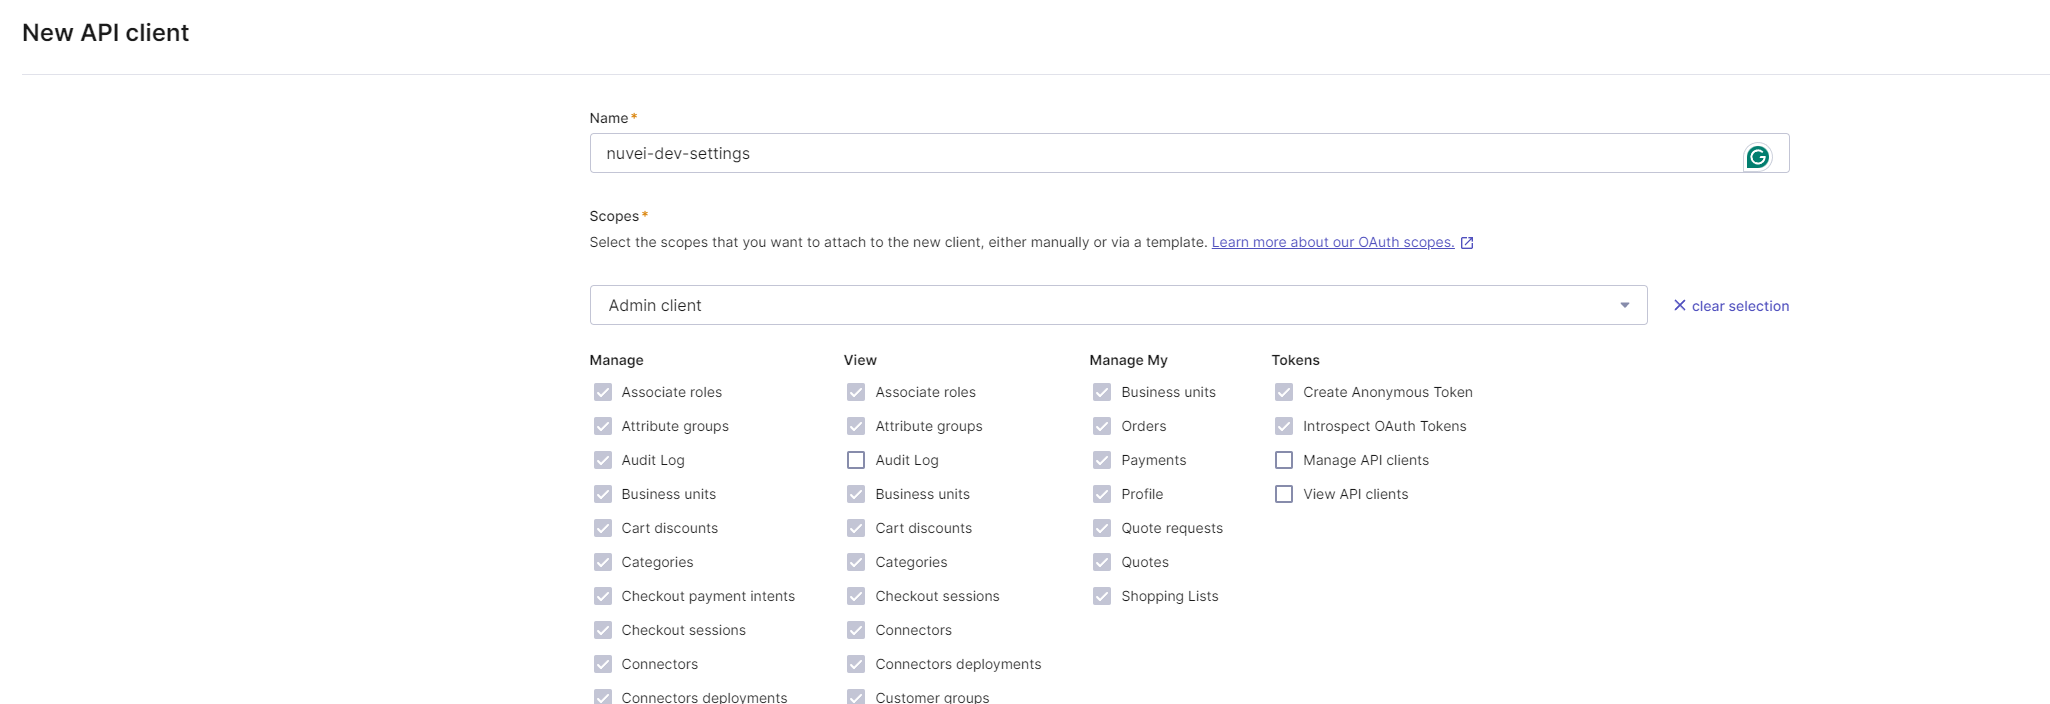 New API client
Name*
nuvei-dev-settings
Scopes*
Select the scopes that you want to attach to the new client, either manually or via a template. Learn more about our OAuth scopes.
Admin client
clear selection
Manage
Associate roles
Attribute groups
Audit Log
Business units
Cart discounts
Categories
Checkout payment intents
Checkout sessions
Connectors
Connectors deployments
View
Associate roles
Attribute groups
Audit Log
Business units
Cart discounts
Categories
Checkout sessions
Connectors
Connectors deployments
Customer groups
Manage My
Business units
Orders
Payments
Profile
Quote requests
Quotes
Shopping Lists
Tokens
Create Anonymous Token
Introspect OAuth Tokens
Manage API clients
View API clients